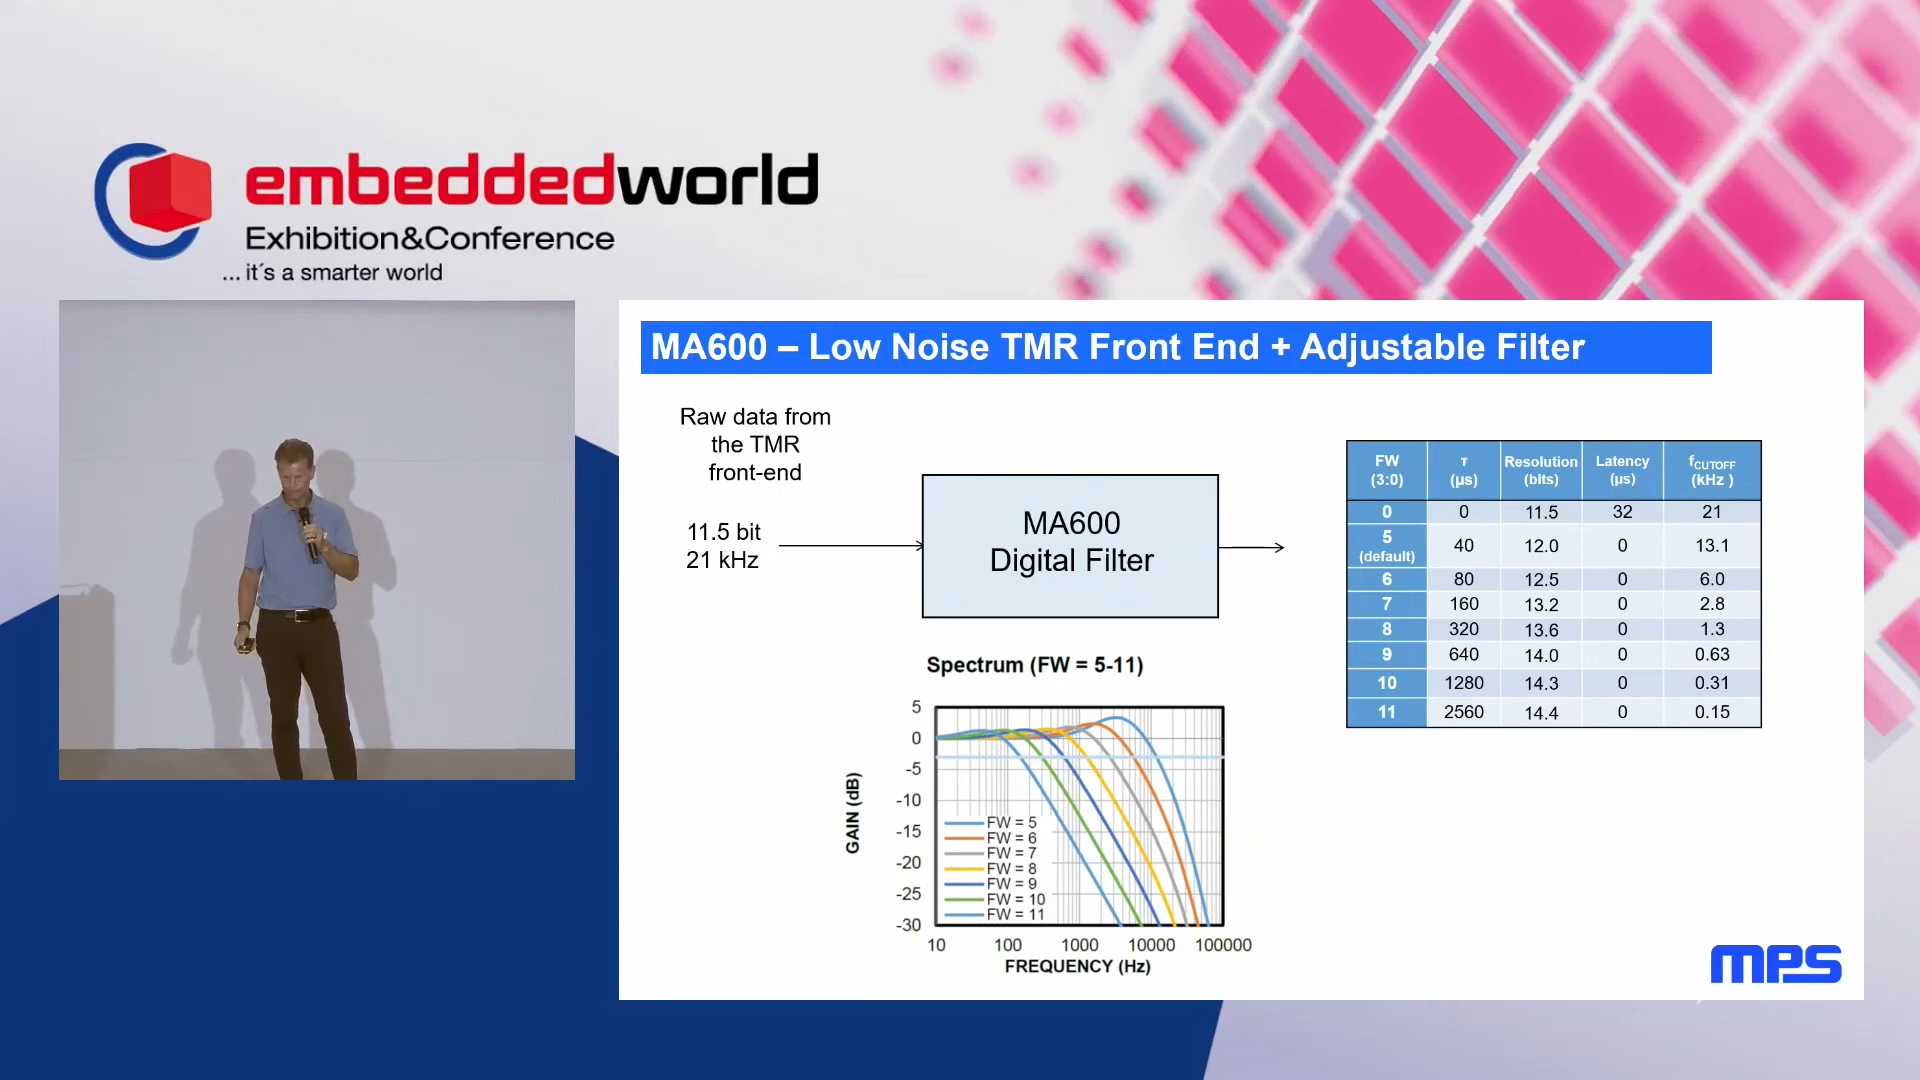 embeddedworld
Exhibition&Conference
... it´s a smarter world
MA600 – Low Noise TMR Front End + Adjustable Filter
Raw data from
the TMR
front-end
11.5 bit
21 kHz
MA600
Digital Filter
FW (3:0) τ (µs) Resolution (bits) Latency (µs) fCUTOFF (kHz )
0 0 11.5 32 21
5 (default) 40 12.0 0 13.1
6 80 12.5 0 6.0
7 160 13.2 0 2.8
8 320 13.6 0 1.3
9 640 14.0 0 0.63
10 1280 14.3 0 0.31
11 2560 14.4 0 0.15
Spectrum (FW = 5-11)
GAIN (dB)
5
0
-5
-10
-15
-20
-25
-30
FW = 5
FW = 6
FW = 7
FW = 8
FW = 9
FW = 10
FW = 11
10 100 1000 10000 100000
FREQUENCY (Hz)
mps